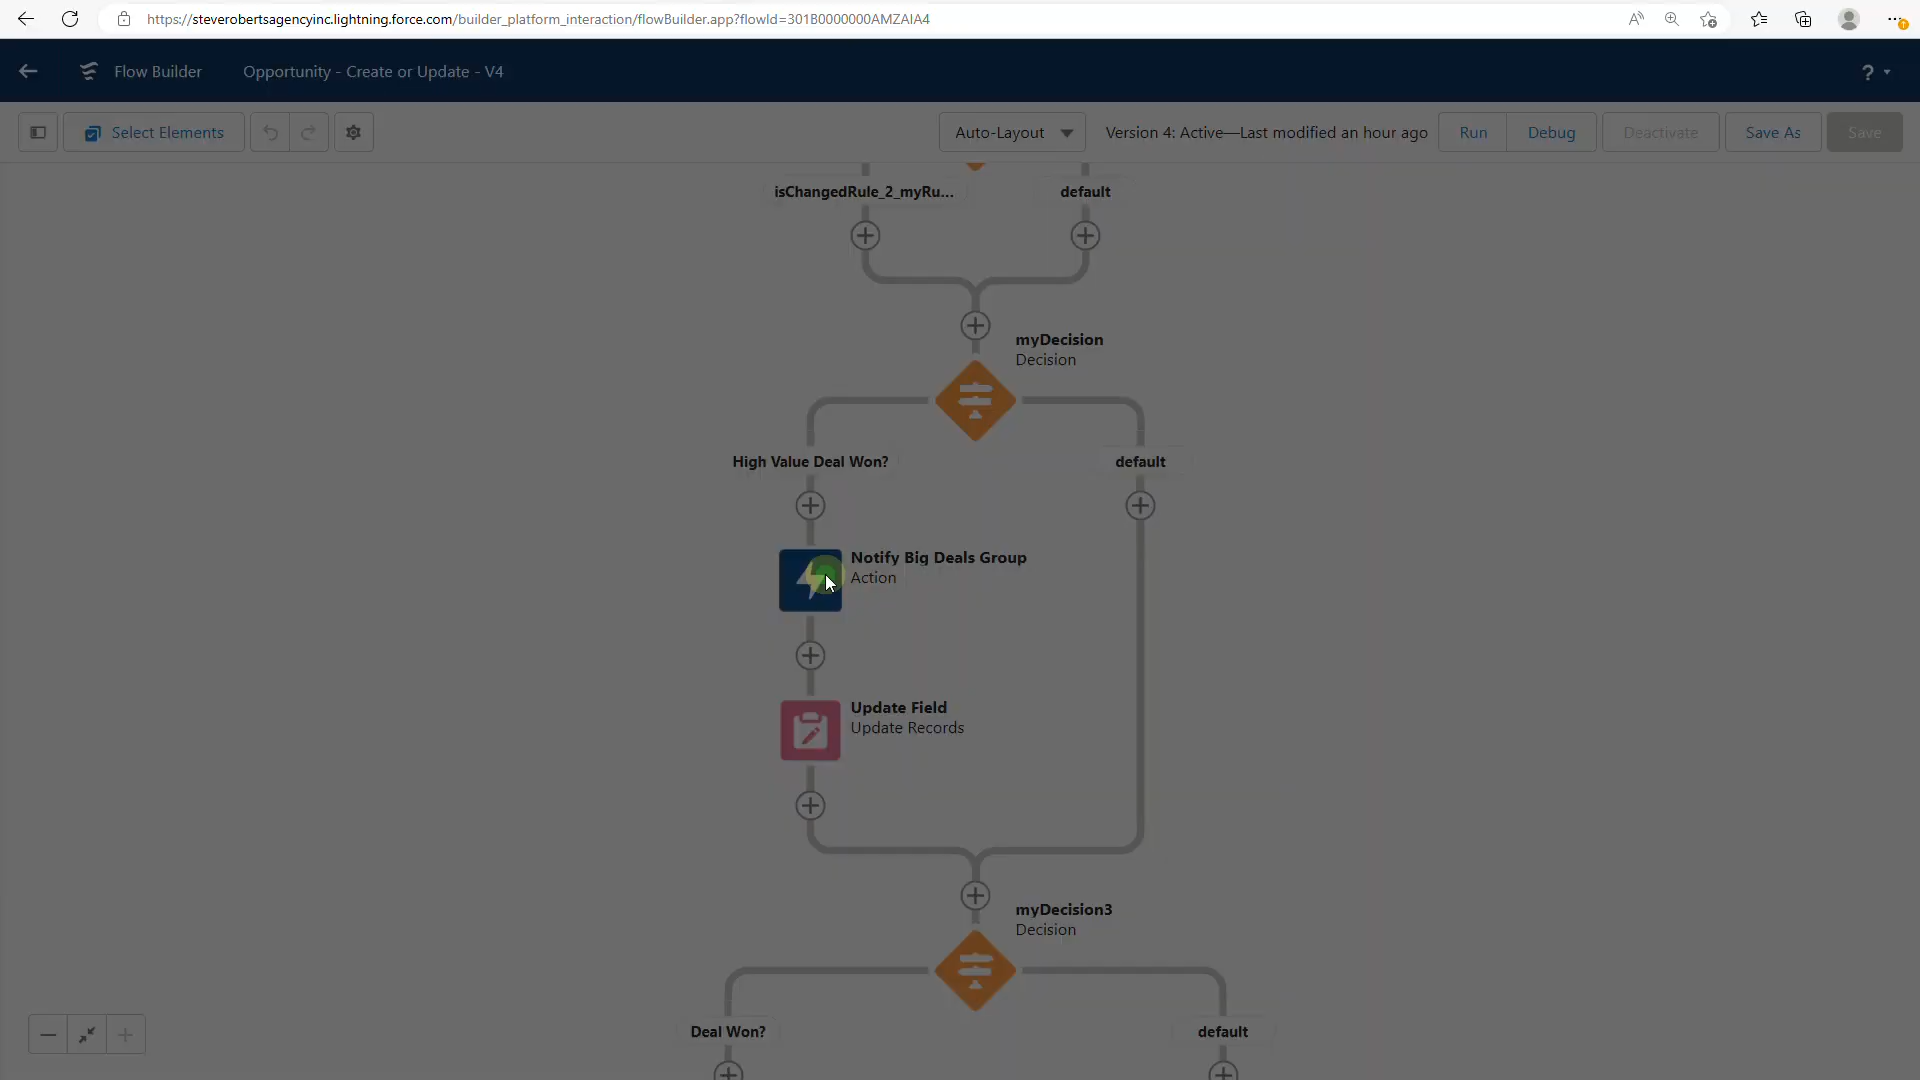 https://steverobertsagencyinc.lightning.force.com/builder_platform_interaction/flowBuilder.app?flowId=301B0000000AMZAIA4
Flow Builder
Opportunity - Create or Update - V4
?
Select Elements
Auto-Layout
Version 4: Active—Last modified an hour ago
Run
Debug
Deactivate
Save As
Save
isChangedRule_2_myRu...
default
myDecision
Decision
High Value Deal Won?
default
Notify Big Deals Group
Action
Update Field
Update Records
myDecision3
Decision
Deal Won?
default